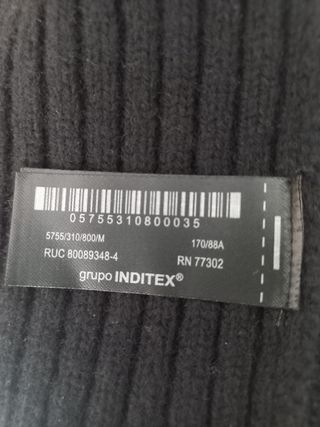 05755310800035
5755/310/800/M 170/88A
RUC 80089348-4 RN 77302
grupo INDITEX®